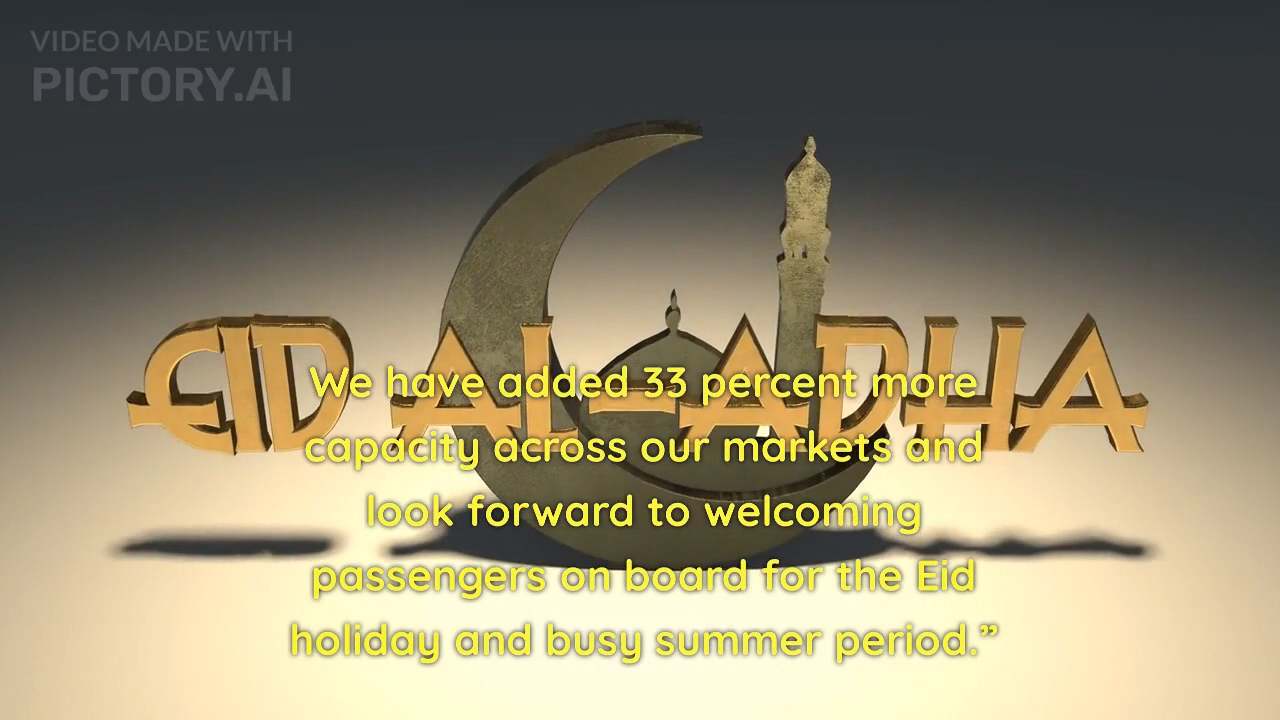 VIDEO MADE WITH
PICTORY.AI
EID AL-ADHA
We have added 33 percent more
capacity across our markets and
look forward to welcoming
passengers on board for the Eid
holiday and busy summer period.”